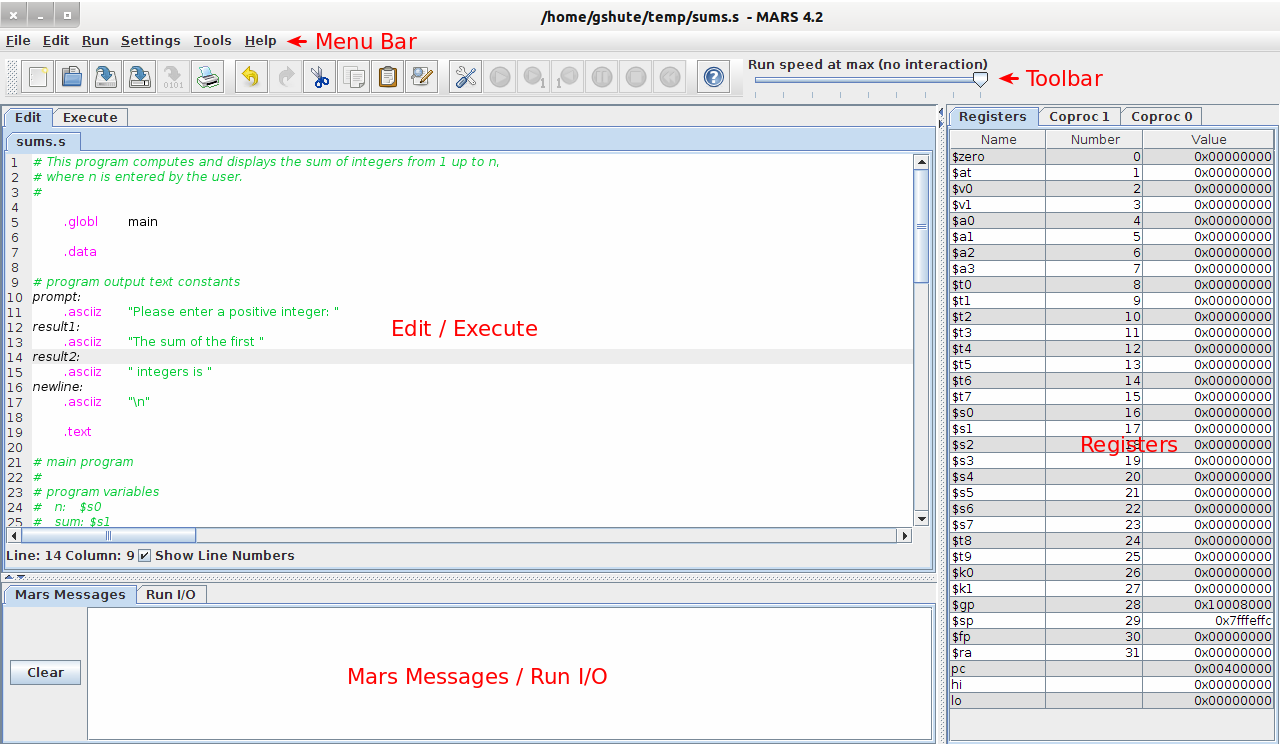 /home/gshute/temp/sums.s - MARS 4.2
File Edit Run Settings Tools Help Menu Bar
Run speed at max (no interaction)
Toolbar
Edit Execute
sums.s
1 # This program computes and displays the sum of integers from 1 up to n,
2 # where n is entered by the user.
3 #
4
5 .globl main
6
7 .data
8
9 # program output text constants
10 prompt:
11 .asciiz "Please enter a positive integer: "
12 result1:
13 .asciiz "The sum of the first "
14 result2:
15 .asciiz " integers is "
16 newline:
17 .asciiz "\n"
18
19 .text
20
21 # main program
22 #
23 # program variables
24 # n: $s0
25 # sum: $s1
Edit / Execute
Line: 14 Column: 9 Show Line Numbers
Mars Messages Run I/O
Clear
Mars Messages / Run I/O
Registers Coproc 1 Coproc 0
Name Number Value
$zero 0 0x00000000
$at 1 0x00000000
$v0 2 0x00000000
$v1 3 0x00000000
$a0 4 0x00000000
$a1 5 0x00000000
$a2 6 0x00000000
$a3 7 0x00000000
$t0 8 0x00000000
$t1 9 0x00000000
$t2 10 0x00000000
$t3 11 0x00000000
$t4 12 0x00000000
$t5 13 0x00000000
$t6 14 0x00000000
$t7 15 0x00000000
$s0 16 0x00000000
$s1 17 0x00000000
$s2 18 0x00000000
Registers
$s3 19 0x00000000
$s4 20 0x00000000
$s5 21 0x00000000
$s6 22 0x00000000
$s7 23 0x00000000
$t8 24 0x00000000
$t9 25 0x00000000
$k0 26 0x00000000
$k1 27 0x00000000
$gp 28 0x10008000
$sp 29 0x7fffeffc
$fp 30 0x00000000
$ra 31 0x00000000
pc 0x00400000
hi 0x00000000
lo 0x00000000